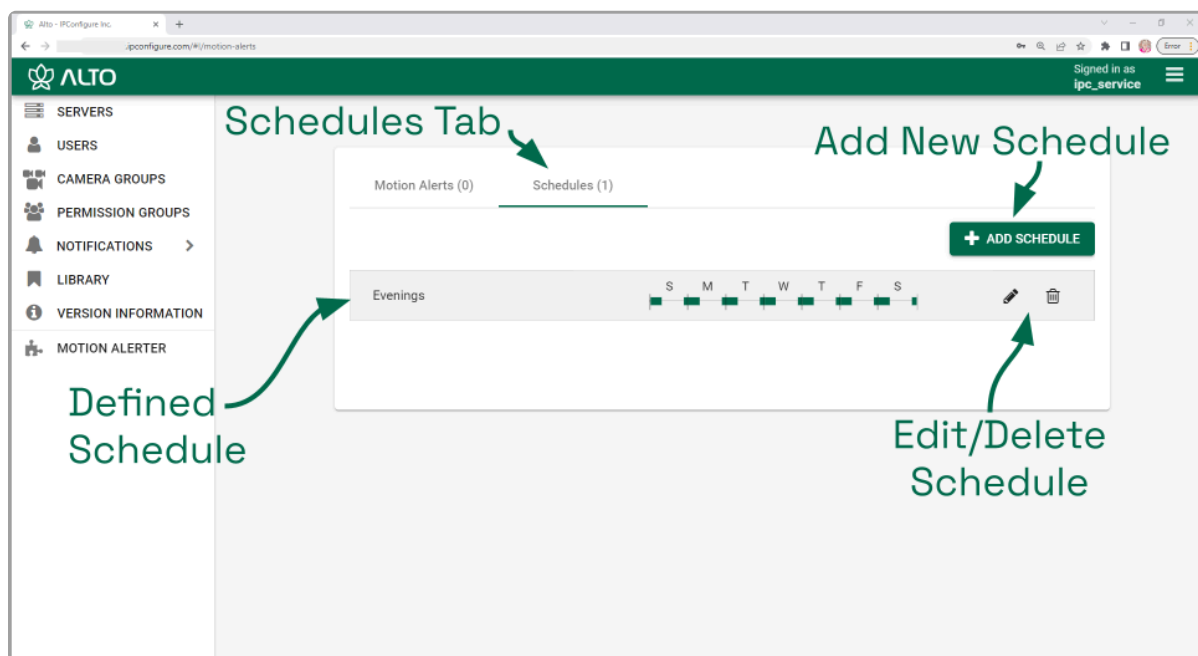 Alto - IPConfigure Inc.
.ipconfigure.com/#!/motion-alerts
Error
ALTO
Signed in as
ipc_service
SERVERS
USERS
CAMERA GROUPS
PERMISSION GROUPS
NOTIFICATIONS
LIBRARY
VERSION INFORMATION
MOTION ALERTER
Schedules Tab
Add New Schedule
Motion Alerts (0)
Schedules (1)
ADD SCHEDULE
Evenings
S M T W T F S
Defined
Schedule
Edit/Delete
Schedule